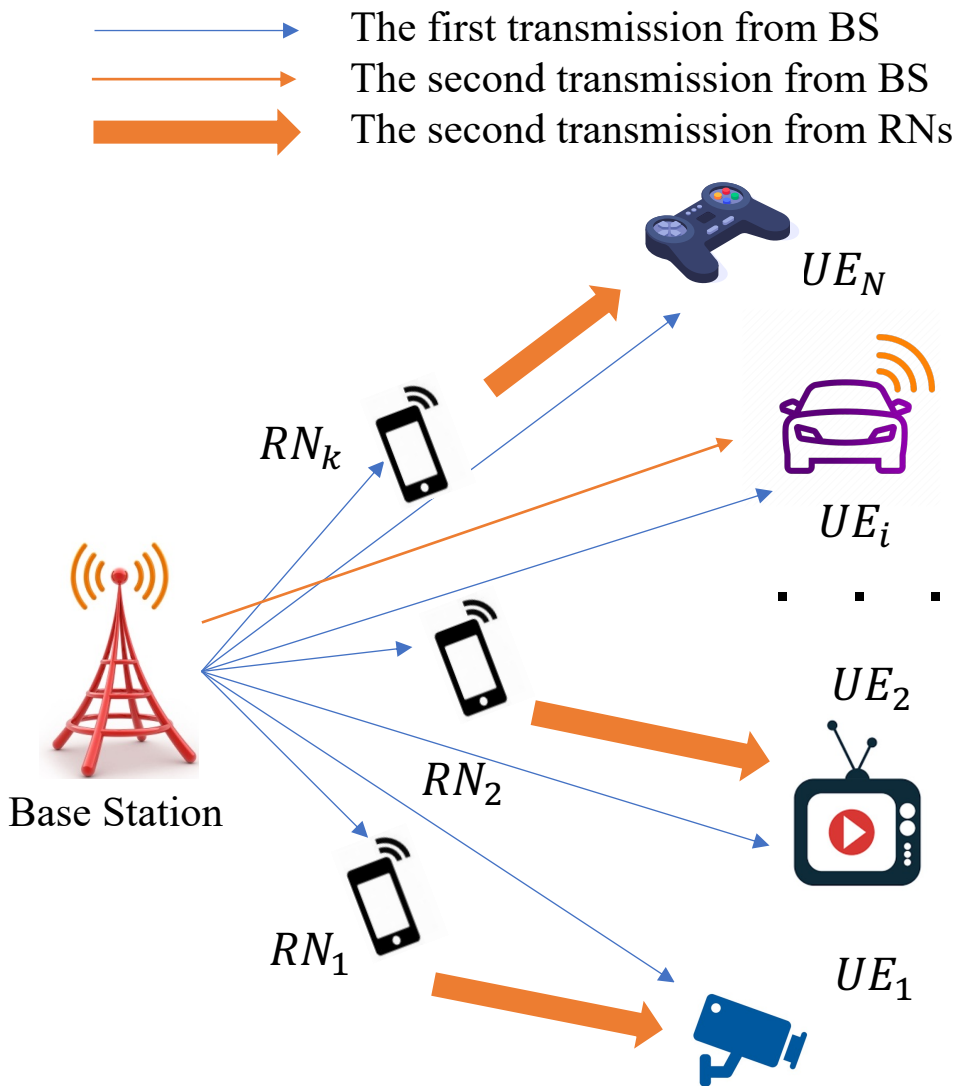 The first transmission from BS
The second transmission from BS
The second transmission from RNs
UE_N
RN_k
UE_i
. . .
UE_2
RN_2
Base Station
RN_1
UE_1